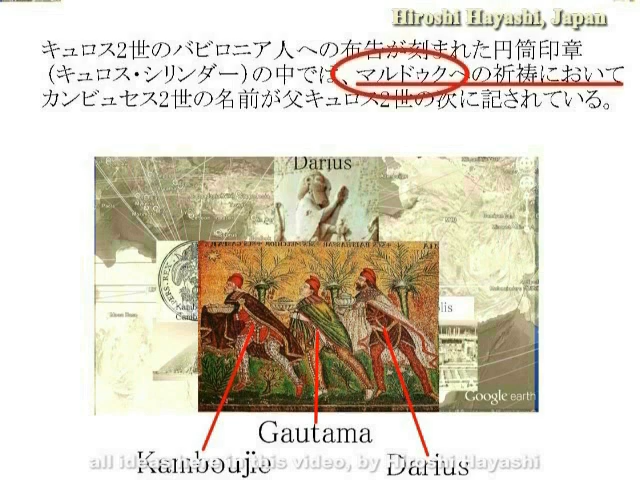 Hiroshi Hayashi, Japan
キュロス2世のバビロニア人への布告が刻まれた円筒印章
（キュロス・シリンダー）の中では、マルドゥクへの祈祷において
カンビュセス2世の名前が父キュロス2世の次に記されている。
Darius
Google earth
Gautama
Kamboujie
Darius
all ideas here in this video, by Hiroshi Hayashi